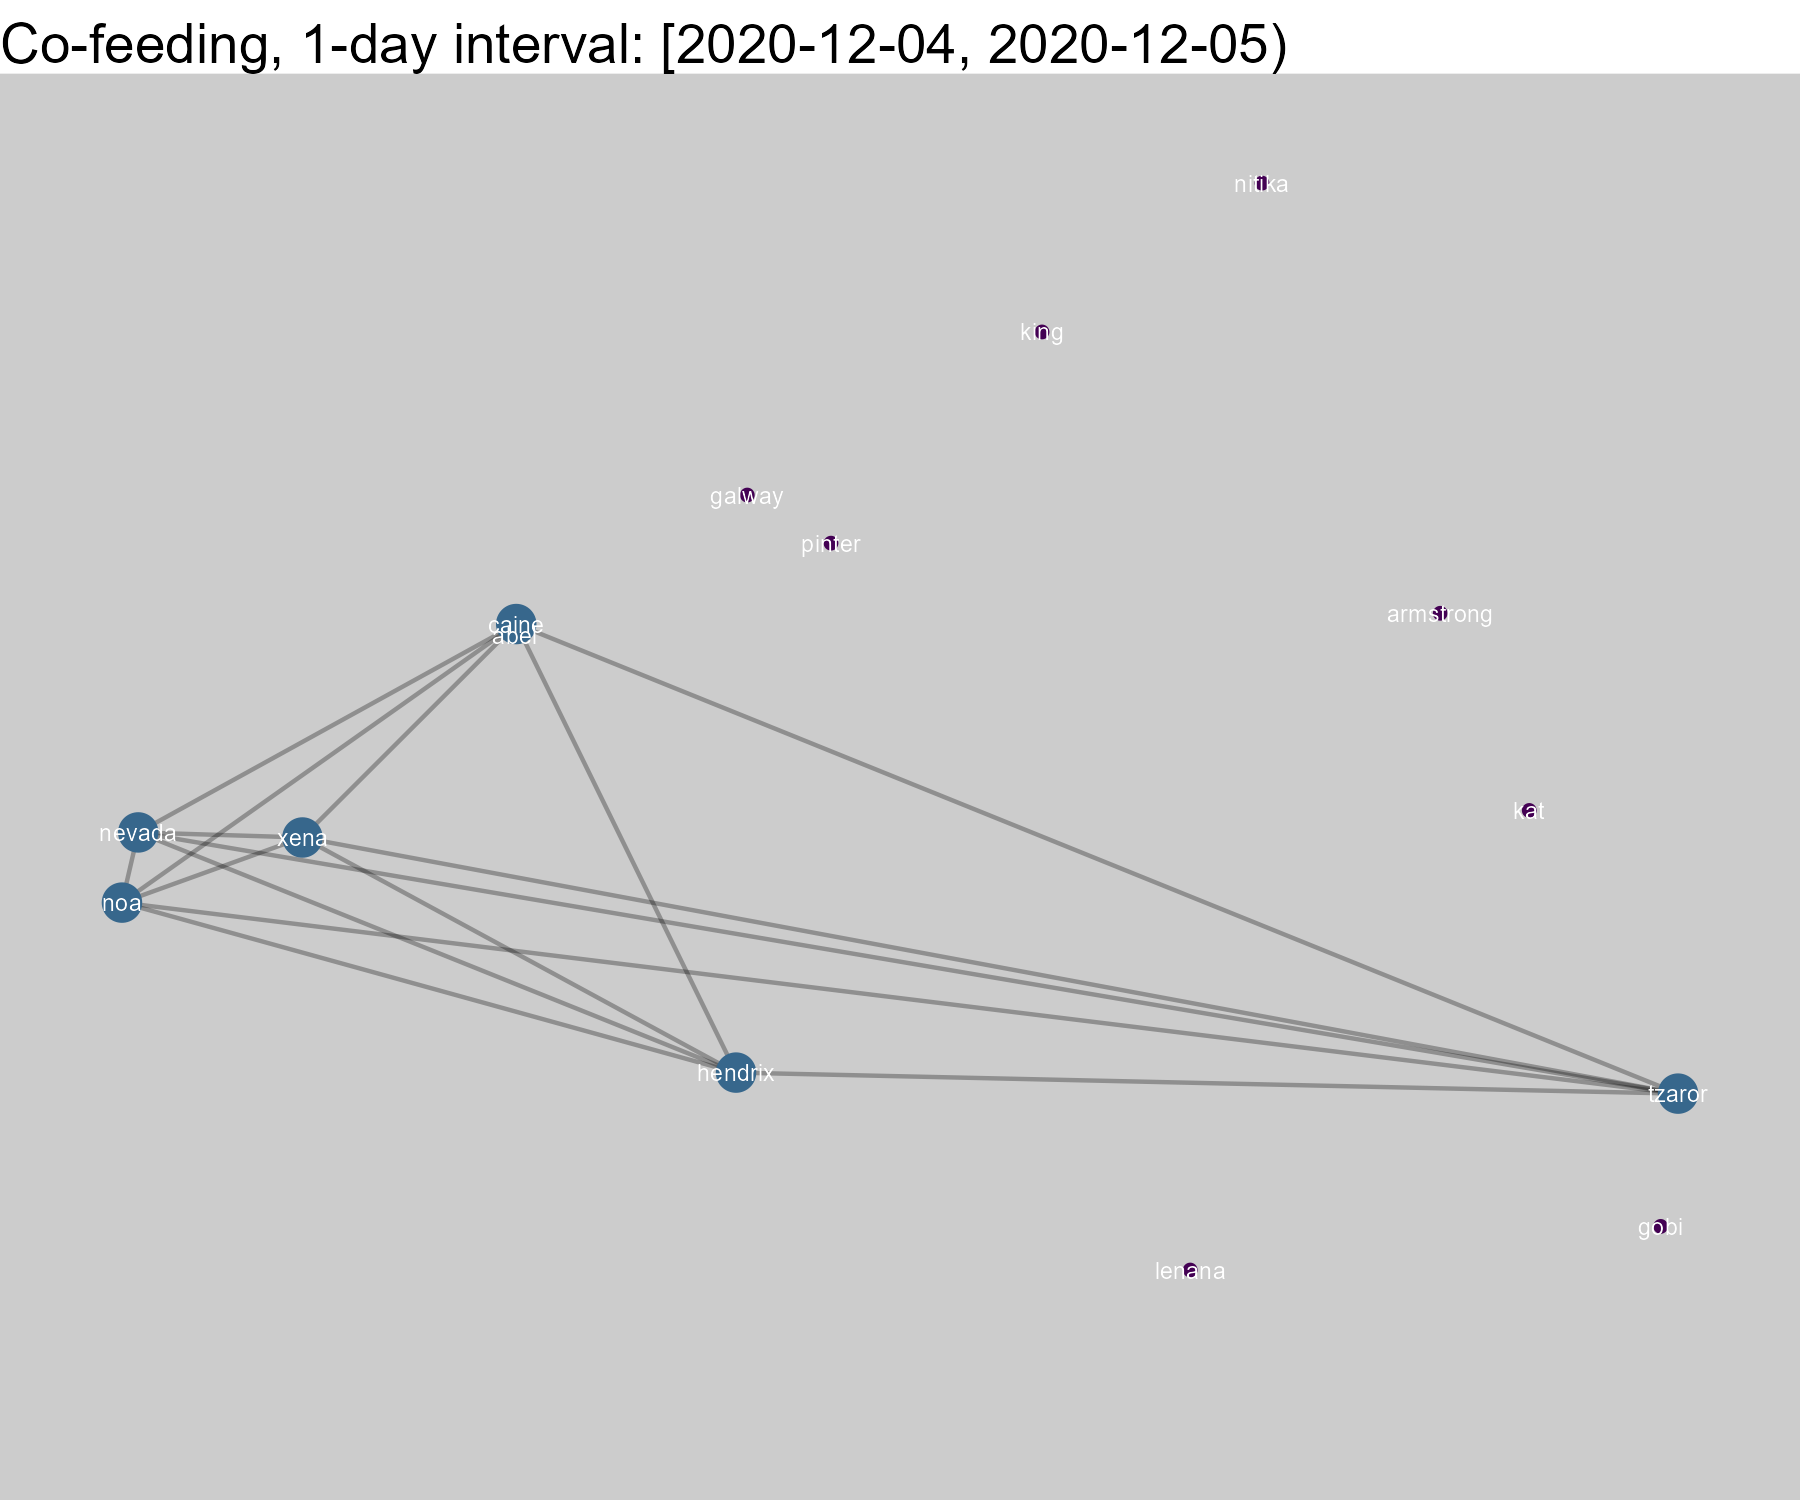 Co-feeding, 1-day interval: [2020-12-04, 2020-12-05)
nitika
king
galway
pinter
armstrong
caine
abel
kat
nevada
xena
noa
hendrix
tzaror
gobi
lenana